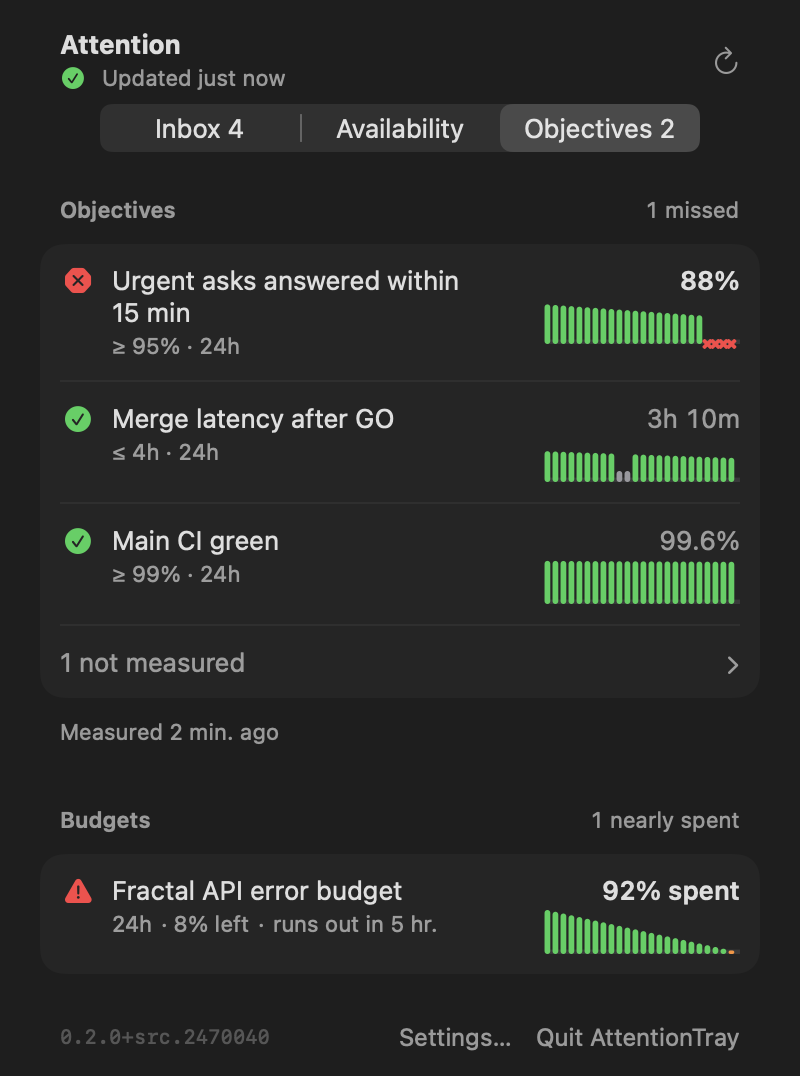 Attention
Updated just now
Inbox 4
Availability
Objectives 2
Objectives
1 missed
Urgent asks answered within
15 min
88%
≥ 95% · 24h
Merge latency after GO
3h 10m
≤ 4h · 24h
Main CI green
99.6%
≥ 99% · 24h
1 not measured
Measured 2 min. ago
Budgets
1 nearly spent
Fractal API error budget
92% spent
24h · 8% left · runs out in 5 hr.
0.2.0+src.2470040
Settings...
Quit AttentionTray